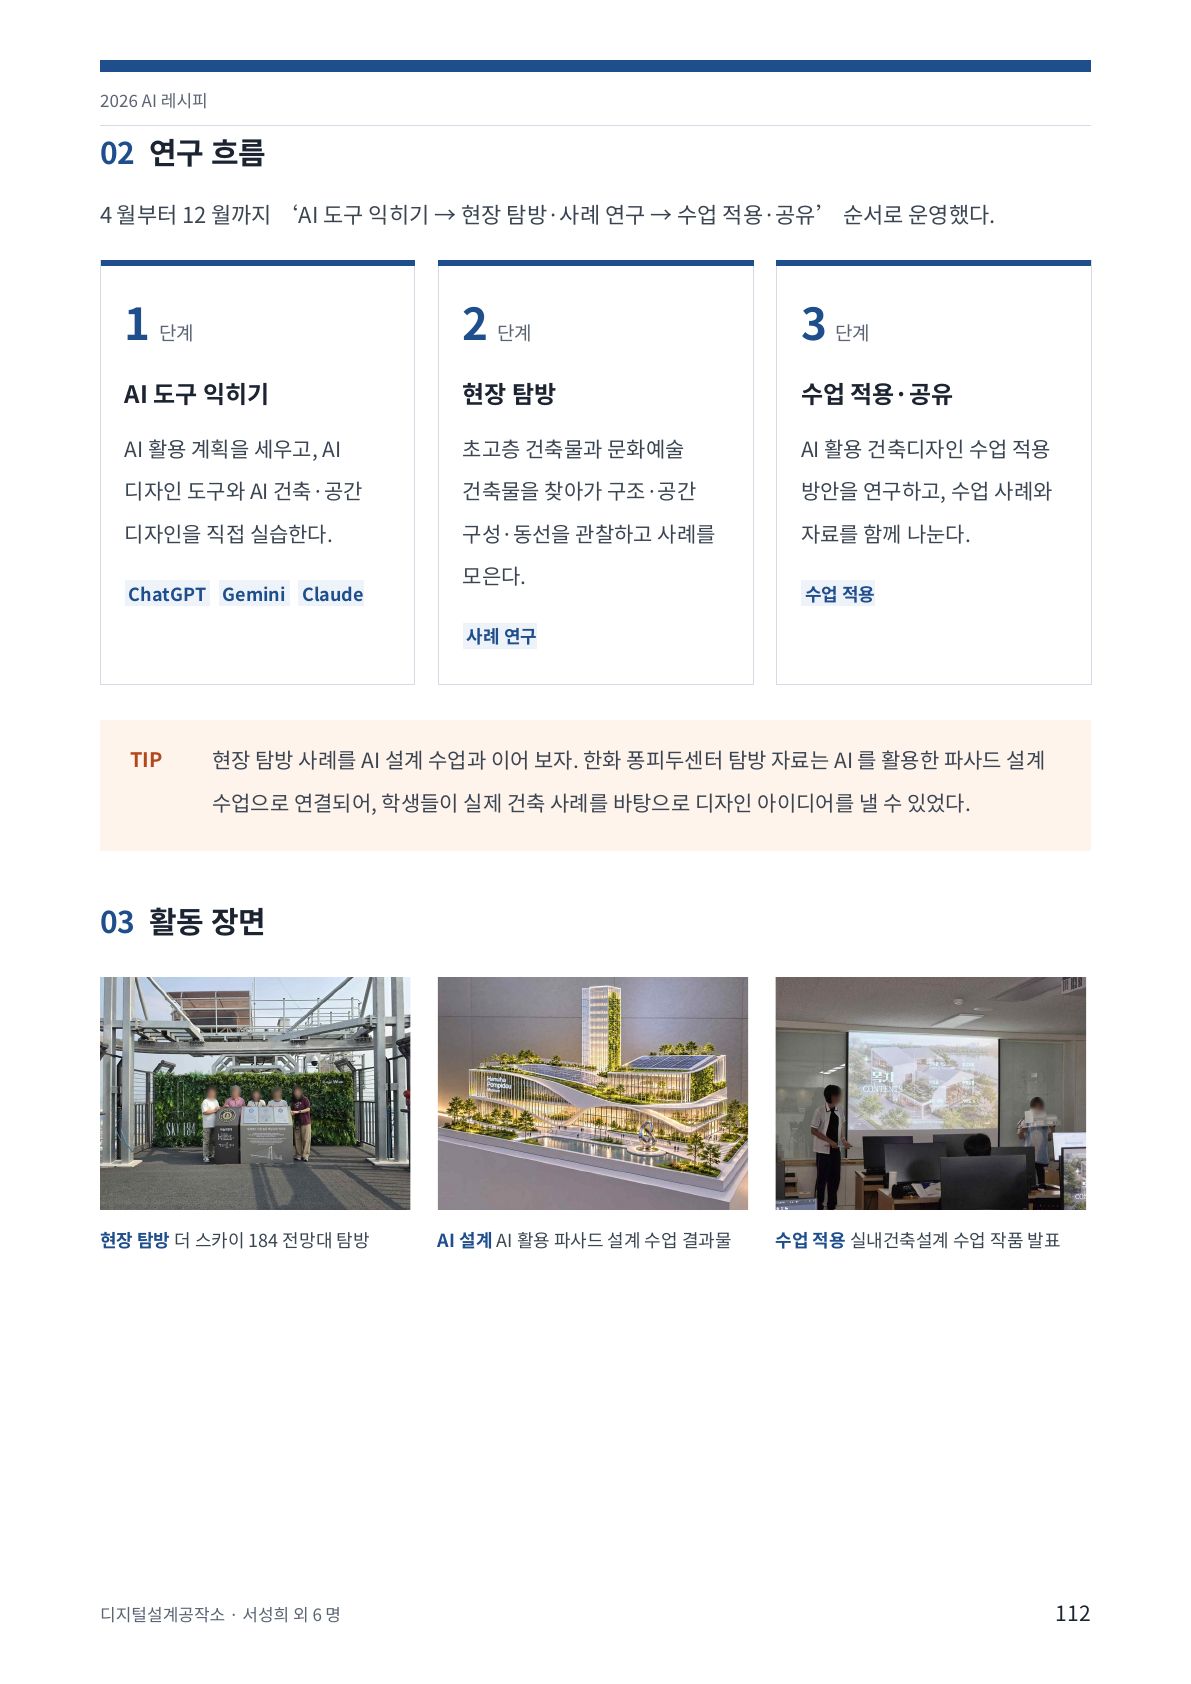 2026 AI 레시피
02 연구 흐름
4월부터 12월까지 ‘AI 도구 익히기 → 현장 탐방·사례 연구 → 수업 적용·공유’ 순서로 운영했다.
1 단계
AI 도구 익히기
AI 활용 계획을 세우고, AI
디자인 도구와 AI 건축·공간
디자인을 직접 실습한다.
ChatGPT Gemini Claude
2 단계
현장 탐방
초고층 건축물과 문화예술
건축물을 찾아가 구조·공간
구성·동선을 관찰하고 사례를
모은다.
사례 연구
3 단계
수업 적용·공유
AI 활용 건축디자인 수업 적용
방안을 연구하고, 수업 사례와
자료를 함께 나눈다.
수업 적용
TIP 현장 탐방 사례를 AI 설계 수업과 이어 보자. 한화 퐁피두센터 탐방 자료는 AI를 활용한 파사드 설계
수업으로 연결되어, 학생들이 실제 건축 사례를 바탕으로 디자인 아이디어를 낼 수 있었다.
03 활동 장면
SKY 184
목차
CONTENTS
현장 탐방 더 스카이 184 전망대 탐방
AI 설계 AI 활용 파사드 설계 수업 결과물
수업 적용 실내건축설계 수업 작품 발표
디지털설계공작소 · 서성희 외 6명
112